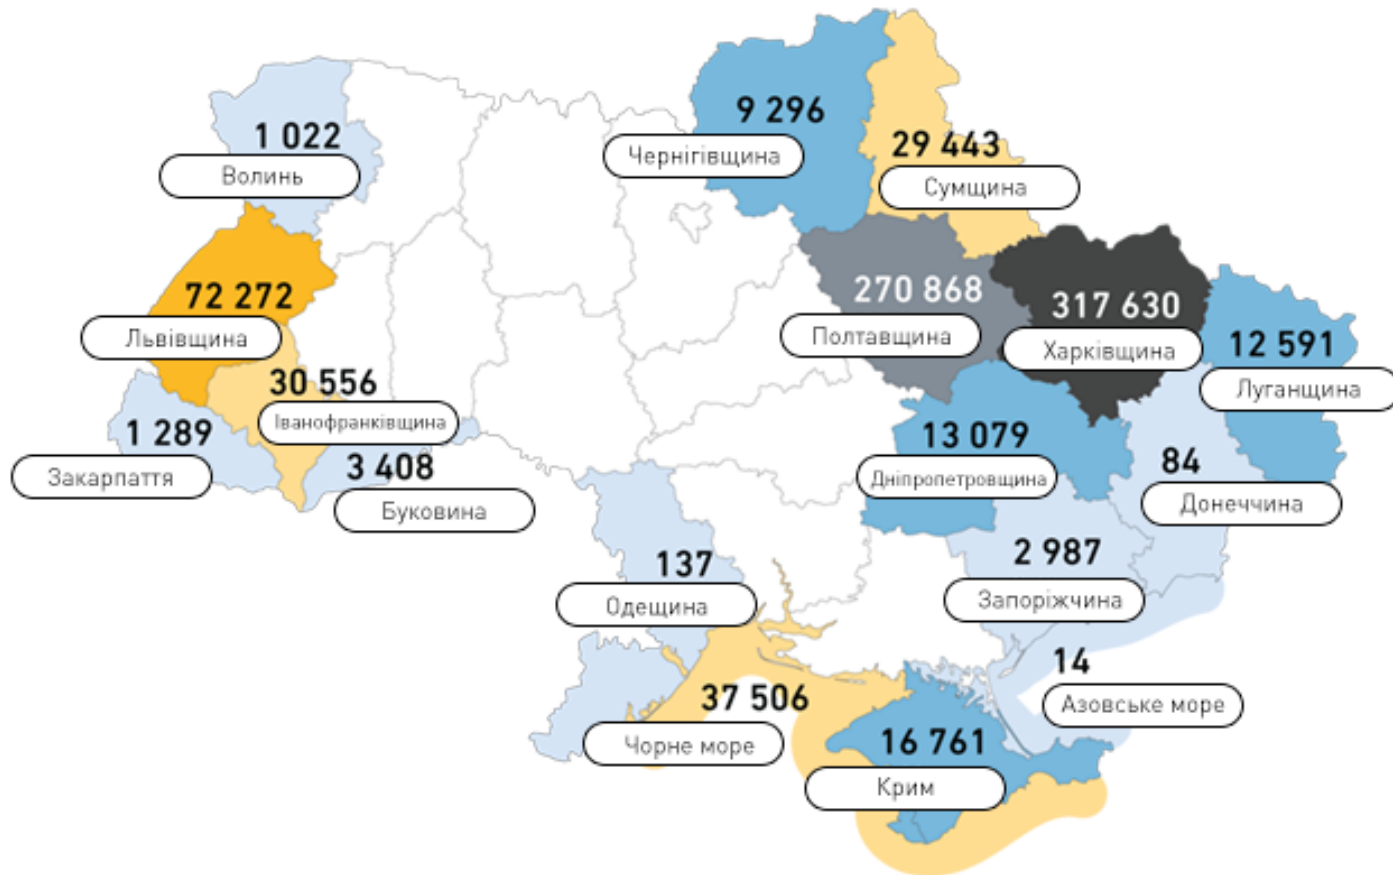 9 296
Чернігівщина
1 022
Волинь
29 443
Сумщина
72 272
Львівщина
270 868
Полтавщина
317 630
Харківщина
12 591
Луганщина
30 556
Іванофранківщина
1 289
Закарпаття
3 408
Буковина
13 079
Дніпропетровщина
84
Донеччина
137
Одещина
2 987
Запоріжчина
14
Азовське море
37 506
Чорне море
16 761
Крим